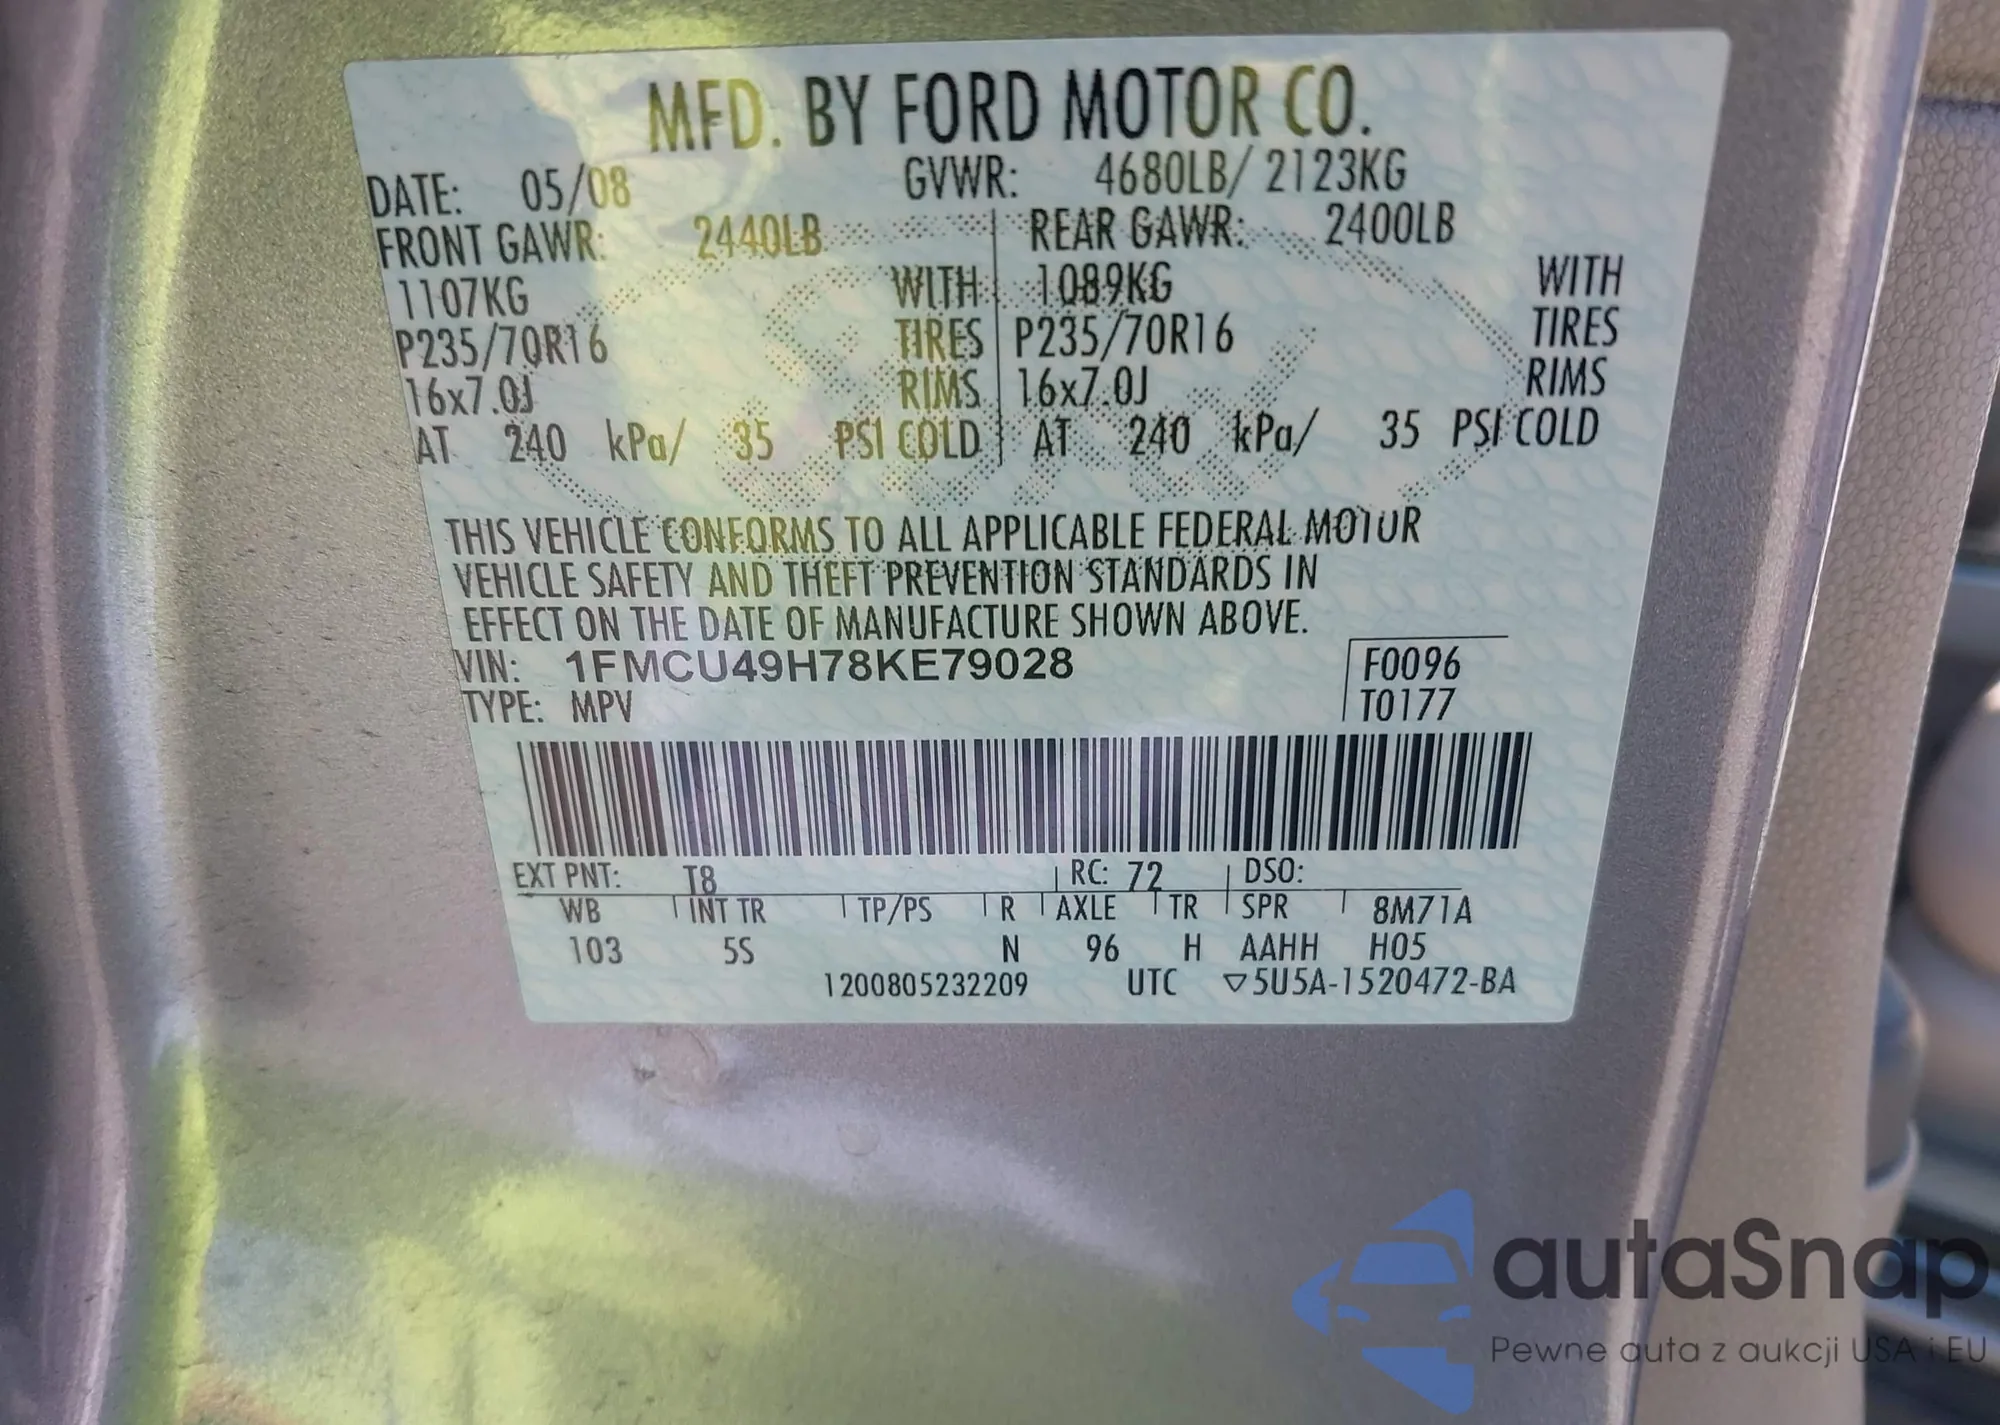 MFD. BY FORD MOTOR CO.
DATE: 05/08 GVWR: 4680LB/ 2123KG
FRONT GAWR: 2440LB REAR GAWR: 2400LB
1107KG WITH 1089KG WITH
P235/70R16 TIRES P235/70R16 TIRES
16x7.0J RIMS 16x7.0J RIMS
AT 240 kPa/ 35 PSI COLD AT 240 kPa/ 35 PSI COLD
THIS VEHICLE CONFORMS TO ALL APPLICABLE FEDERAL MOTOR
VEHICLE SAFETY AND THEFT PREVENTION STANDARDS IN
EFFECT ON THE DATE OF MANUFACTURE SHOWN ABOVE.
VIN: 1FMCU49H78KE79028 F0096
TYPE: MPV T0177
EXT PNT: T8 RC: 72 DSO:
WB INT TR TP/PS R AXLE TR SPR 8M71A
103 5S N 96 H AAHH H05
1200805232209 UTC ▽5U5A-1520472-BA
autaSnap
Pewne auta z aukcji USA i EU